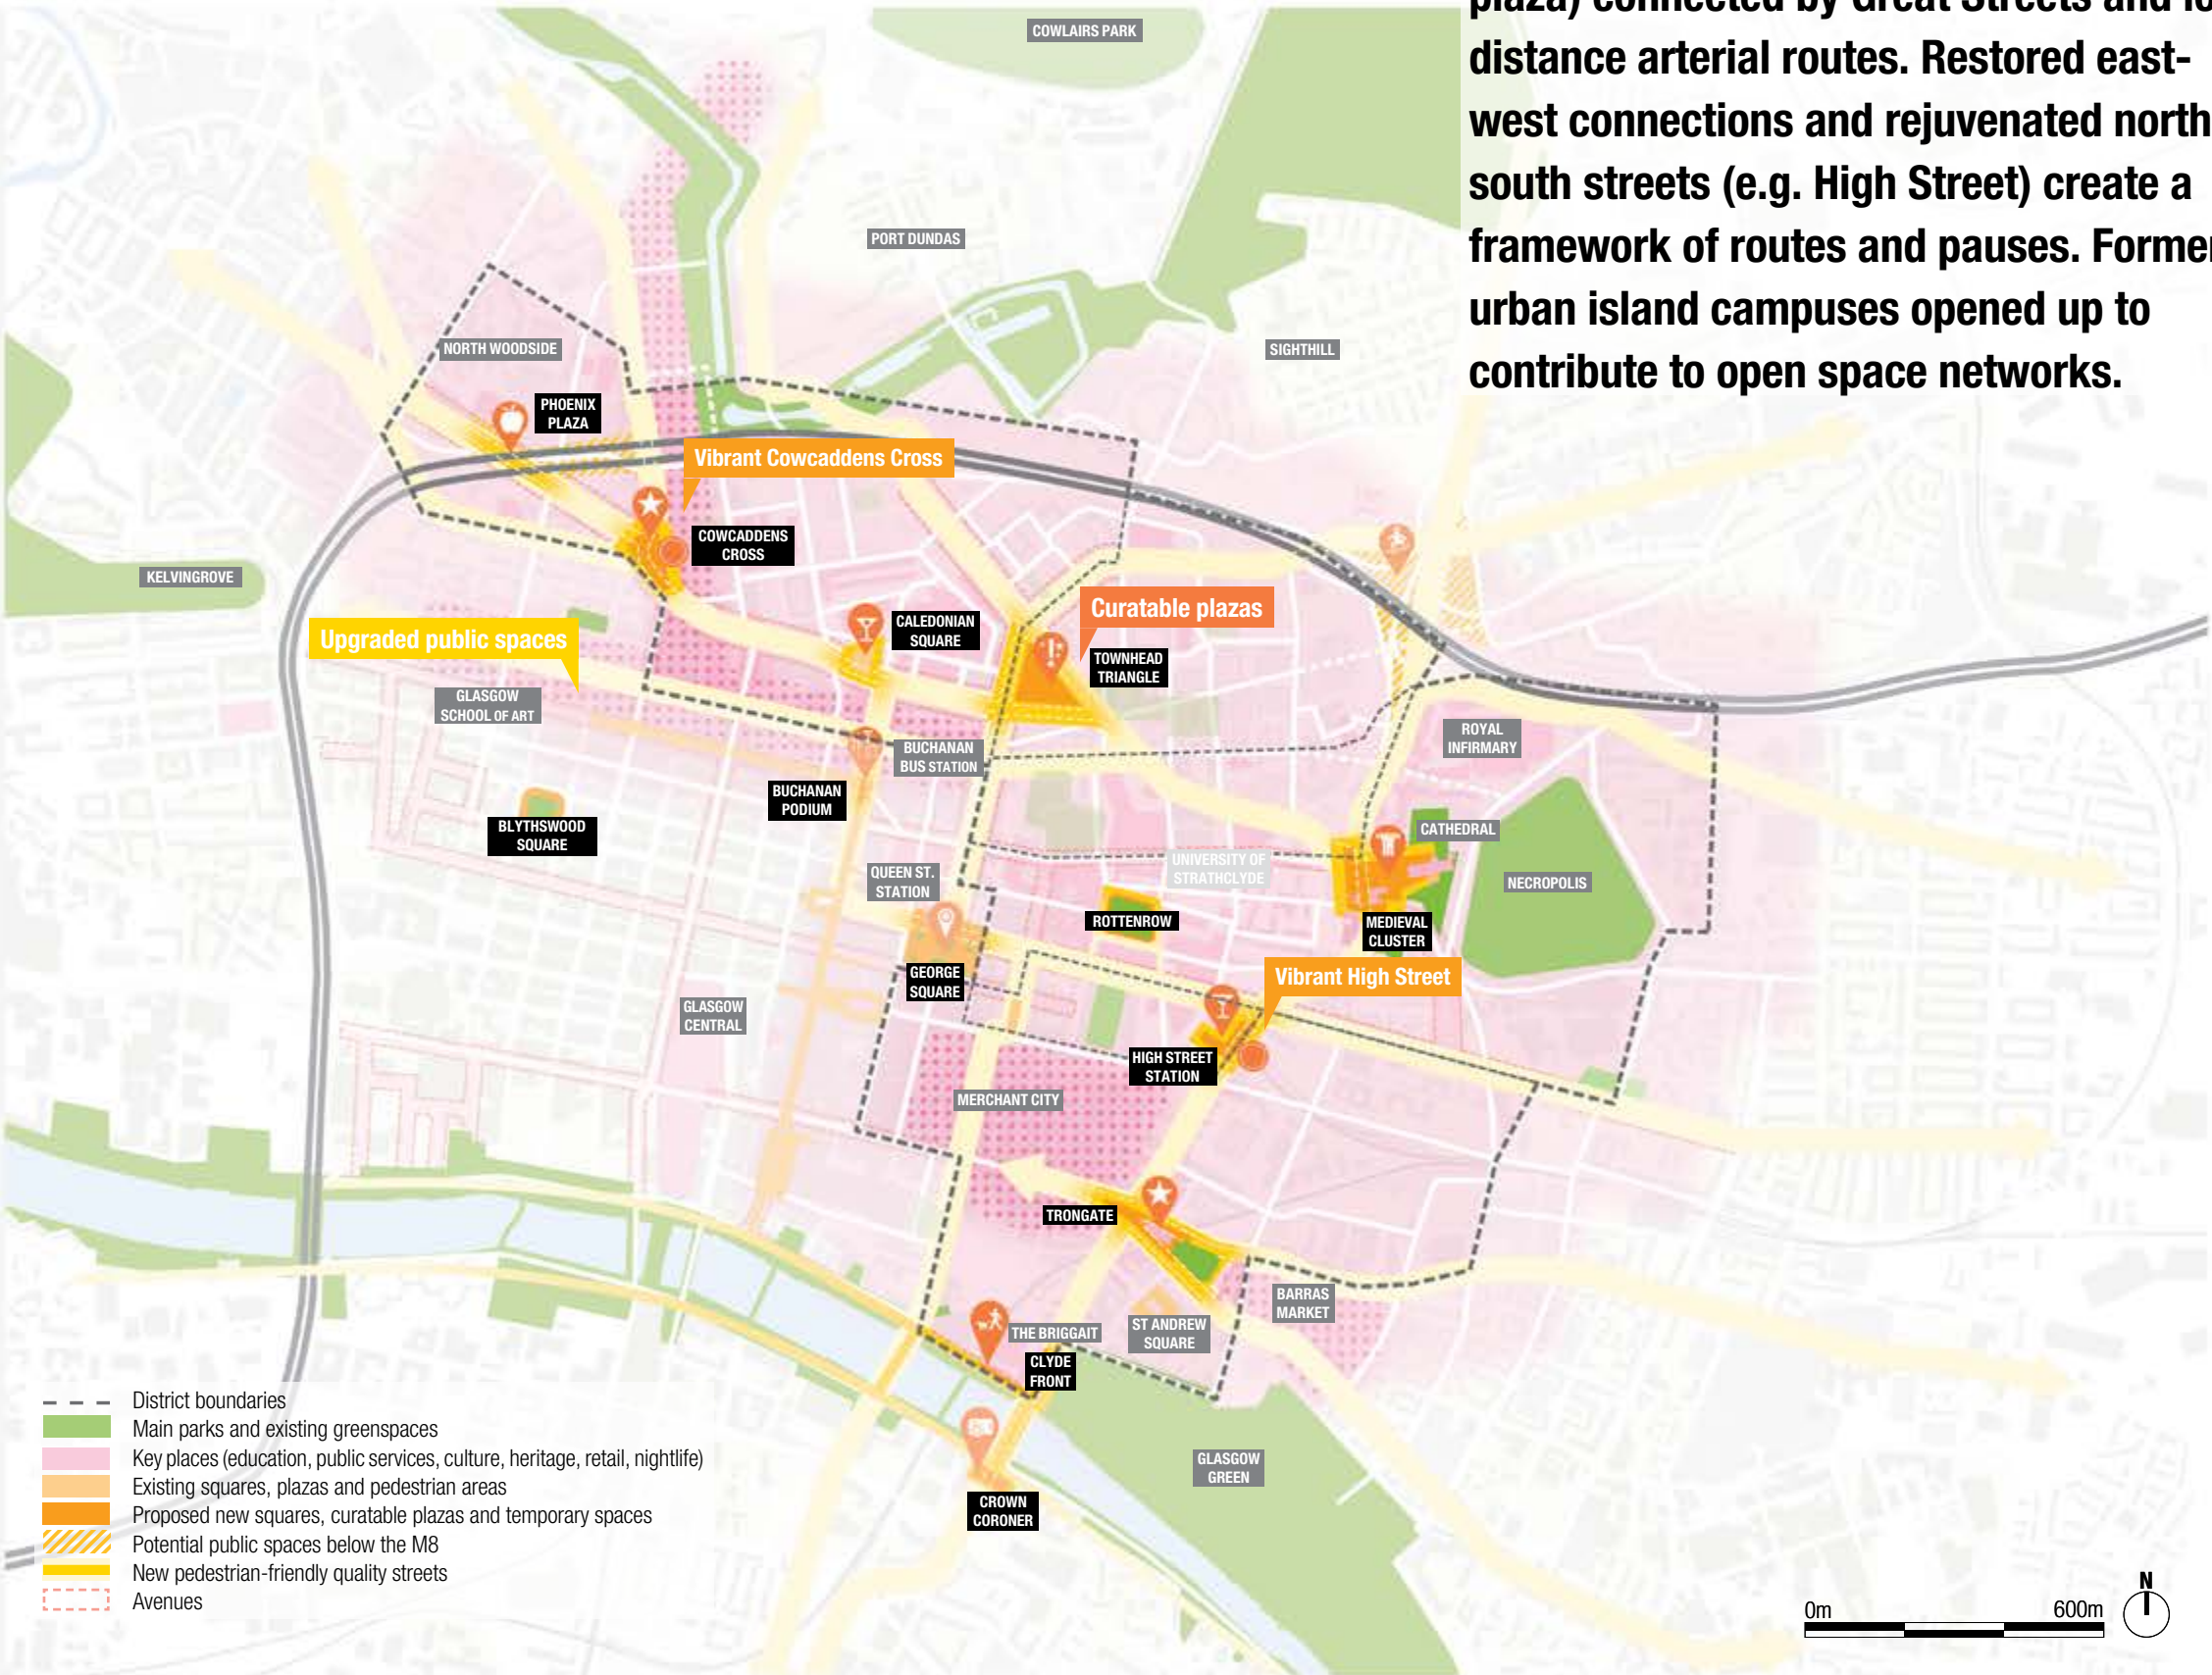 plaza) connected by Great Streets and
distance arterial routes. Restored east-
west connections and rejuvenated north
south streets (e.g. High Street) create a
framework of routes and pauses. Former
urban island campuses opened up to
contribute to open space networks.
COWLAIRS PARK
PORT DUNDAS
NORTH WOODSIDE
SIGHTHILL
PHOENIX
PLAZA
Vibrant Cowcaddens Cross
COWCADDENS
CROSS
KELVINGROVE
Curatable plazas
CALEDONIAN
SQUARE
Upgraded public spaces
TOWNHEAD
TRIANGLE
GLASGOW
SCHOOL OF ART
ROYAL
INFIRMARY
BUCHANAN
BUS STATION
BUCHANAN
PODIUM
BLYTHSWOOD
SQUARE
CATHEDRAL
UNIVERSITY OF
STRATHCLYDE
QUEEN ST.
STATION
NECROPOLIS
ROTTENROW
MEDIEVAL
CLUSTER
GEORGE
SQUARE
Vibrant High Street
GLASGOW
CENTRAL
HIGH STREET
STATION
MERCHANT CITY
TRONGATE
BARRAS
MARKET
THE BRIGGAIT
ST ANDREW
SQUARE
CLYDE
FRONT
GLASGOW
GREEN
CROWN
CORONER
District boundaries
Main parks and existing greenspaces
Key places (education, public services, culture, heritage, retail, nightlife)
Existing squares, plazas and pedestrian areas
Proposed new squares, curatable plazas and temporary spaces
Potential public spaces below the M8
New pedestrian-friendly quality streets
Avenues
0m
600m
N